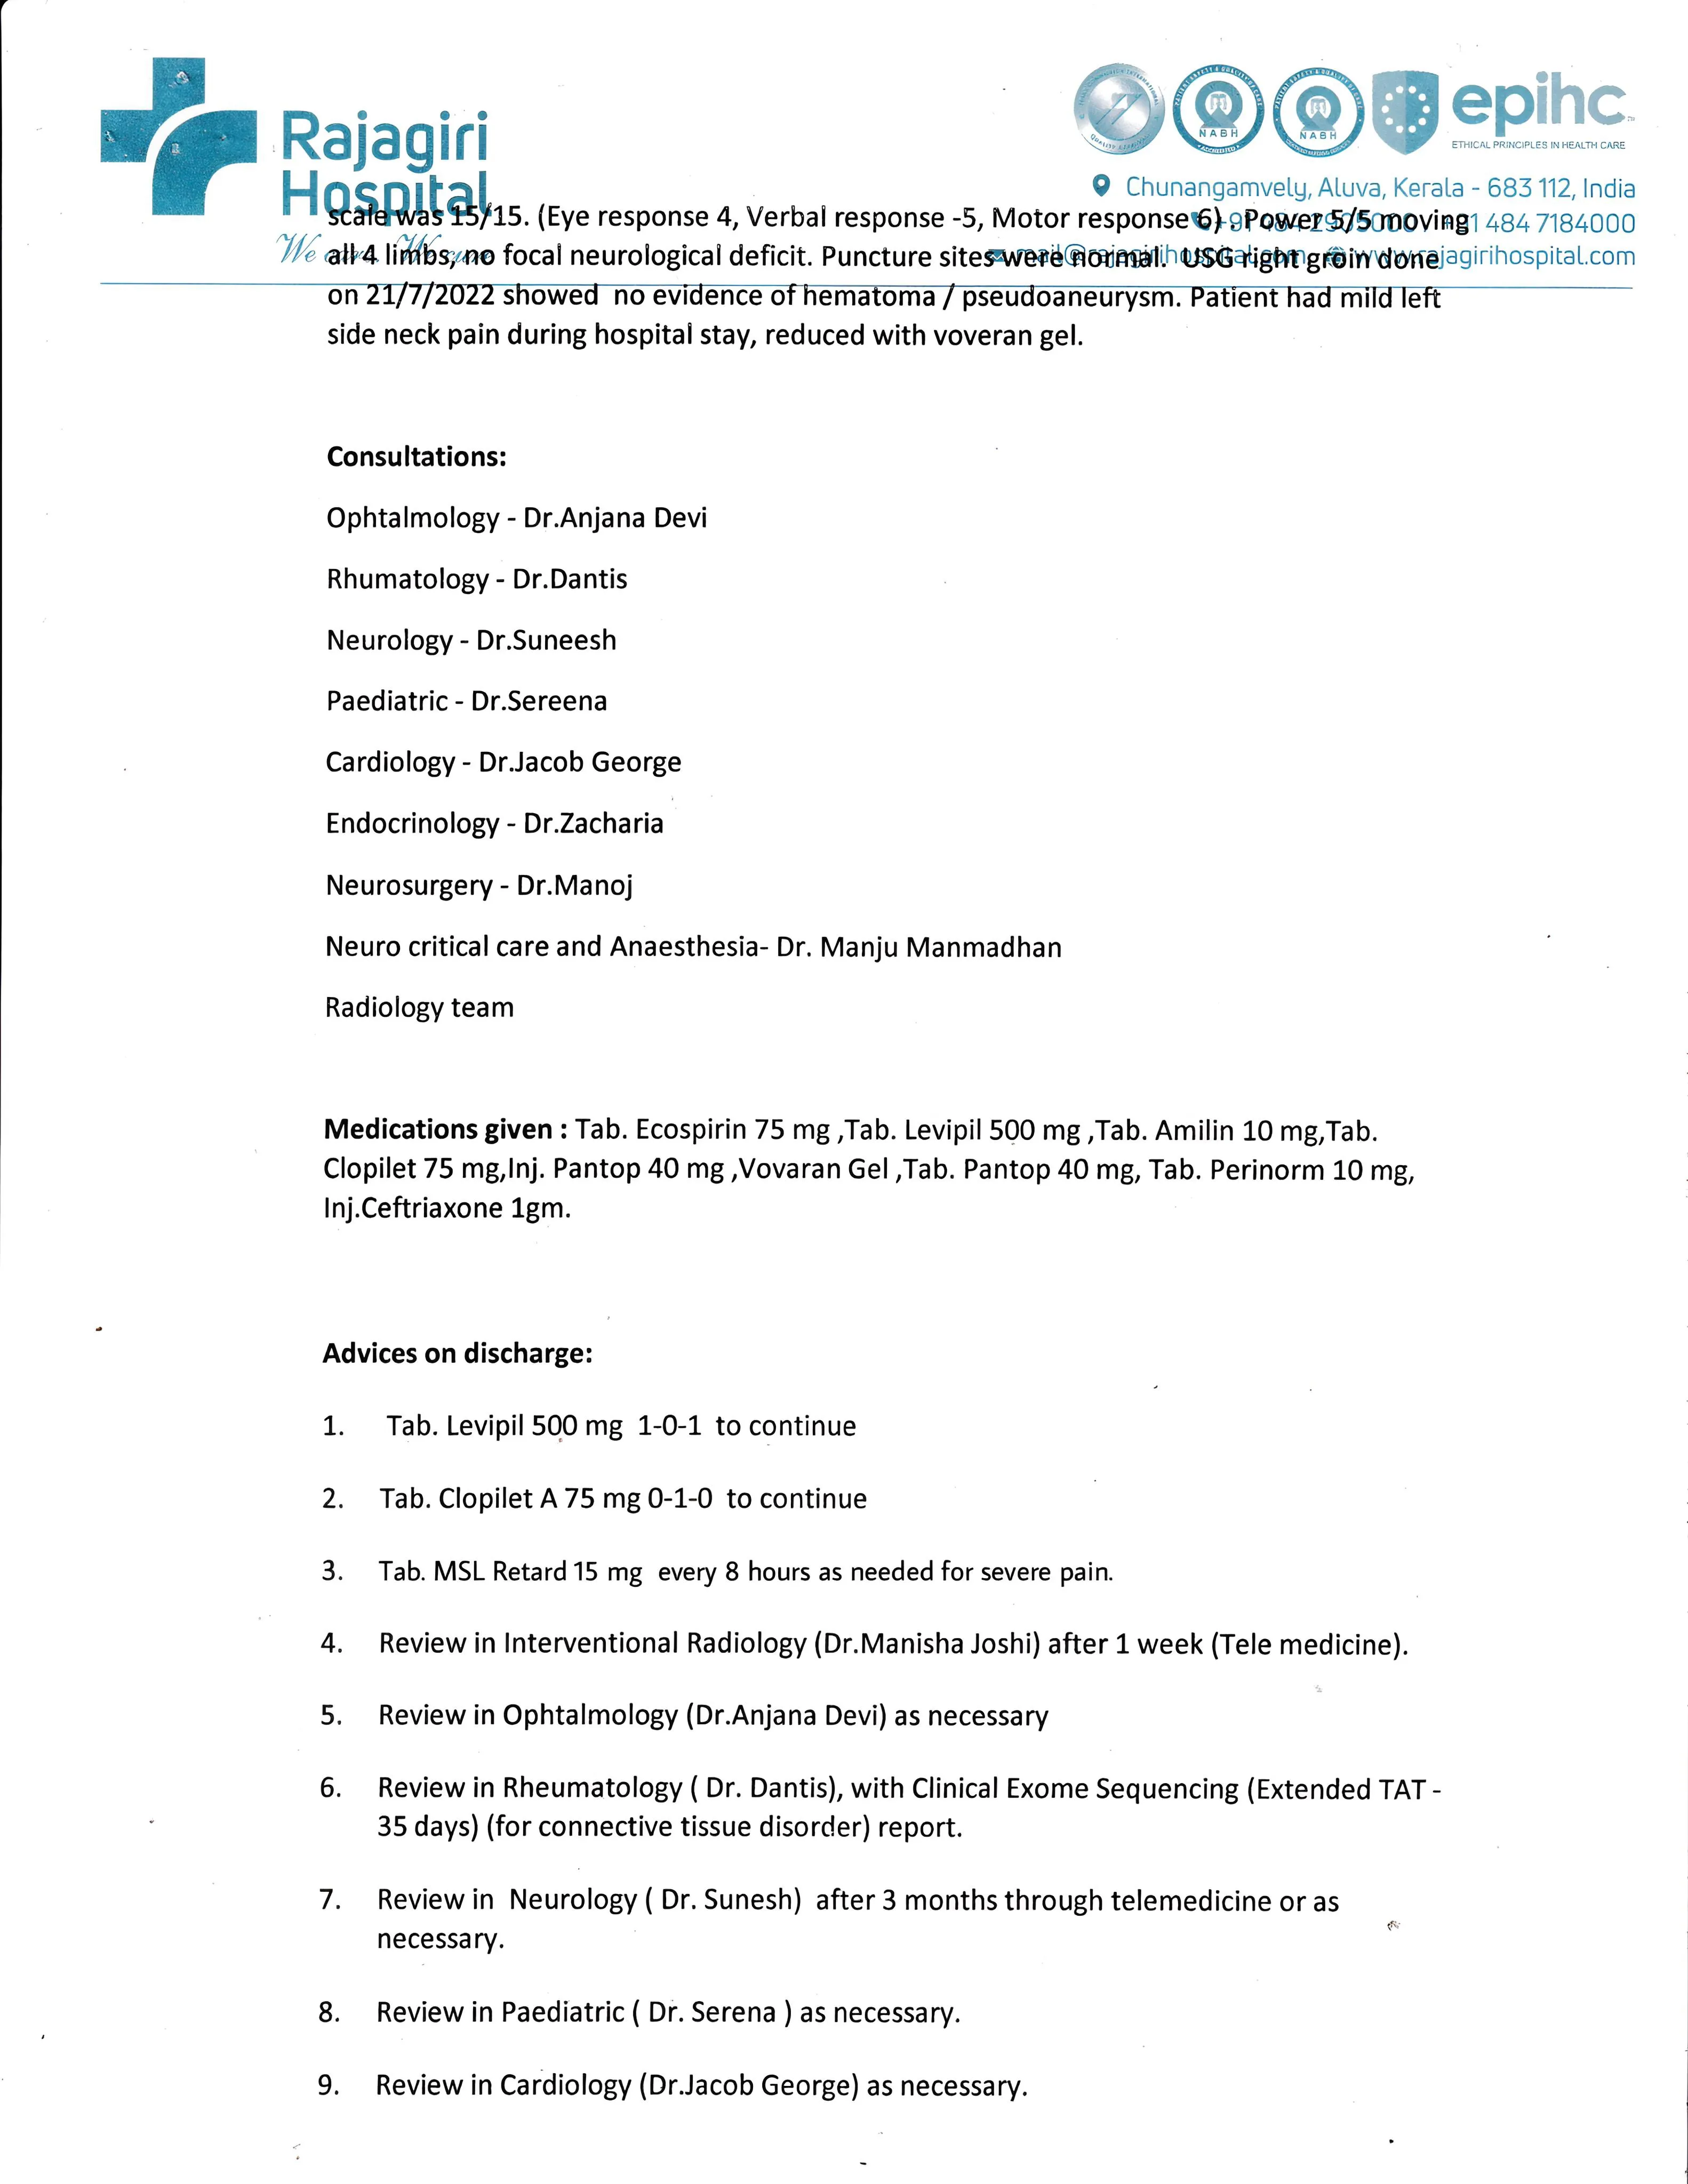 Rajagiri
Hospital
We
NABH
ACCREDITED
NABH
epihc
ETHICAL PRINCIPLES IN HEALTH CARE
Chunangamvely, Aluva, Kerala - 683 112, India
1 484 7184000
scale was 15/15. (Eye response 4, Verbal response -5, Motor response 6) . Power 5/5 moving
all 4 limbs, no focal neurological deficit. Puncture sites were normal. USG right groin done
on 21/7/2022 showed no evidence of hematoma / pseudoaneurysm. Patient had mild left
side neck pain during hospital stay, reduced with voveran gel.
Consultations:
Ophtalmology - Dr.Anjana Devi
Rhumatology - Dr.Dantis
Neurology - Dr.Suneesh
Paediatric - Dr.Sereena
Cardiology - Dr.Jacob George
Endocrinology - Dr.Zacharia
Neurosurgery - Dr.Manoj
Neuro critical care and Anaesthesia- Dr. Manju Manmadhan
Radiology team
Medications given : Tab. Ecospirin 75 mg ,Tab. Levipil 500 mg ,Tab. Amilin 10 mg,Tab.
Clopilet 75 mg,Inj. Pantop 40 mg ,Vovaran Gel ,Tab. Pantop 40 mg, Tab. Perinorm 10 mg,
Inj.Ceftriaxone 1gm.
Advices on discharge:
1. Tab. Levipil 500 mg 1-0-1 to continue
2. Tab. Clopilet A 75 mg 0-1-0 to continue
3. Tab. MSL Retard 15 mg every 8 hours as needed for severe pain.
4. Review in Interventional Radiology (Dr.Manisha Joshi) after 1 week (Tele medicine).
5. Review in Ophtalmology (Dr.Anjana Devi) as necessary
6. Review in Rheumatology ( Dr. Dantis), with Clinical Exome Sequencing (Extended TAT -
35 days) (for connective tissue disorder) report.
7. Review in Neurology ( Dr. Sunesh) after 3 months through telemedicine or as
necessary.
8. Review in Paediatric ( Dr. Serena ) as necessary.
9. Review in Cardiology (Dr.Jacob George) as necessary.